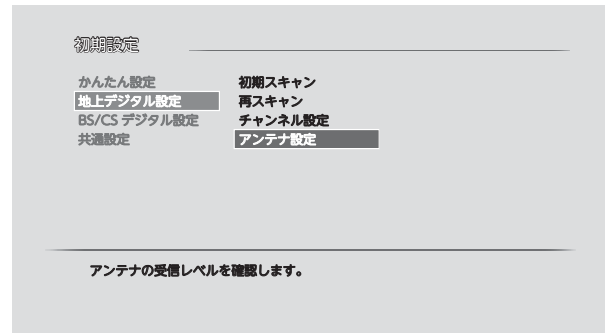 初期設定
かんたん設定
地上デジタル設定
BS/CS デジタル設定
共通設定
初期スキャン
再スキャン
チャンネル設定
アンテナ設定
アンテナの受信レベルを確認します。